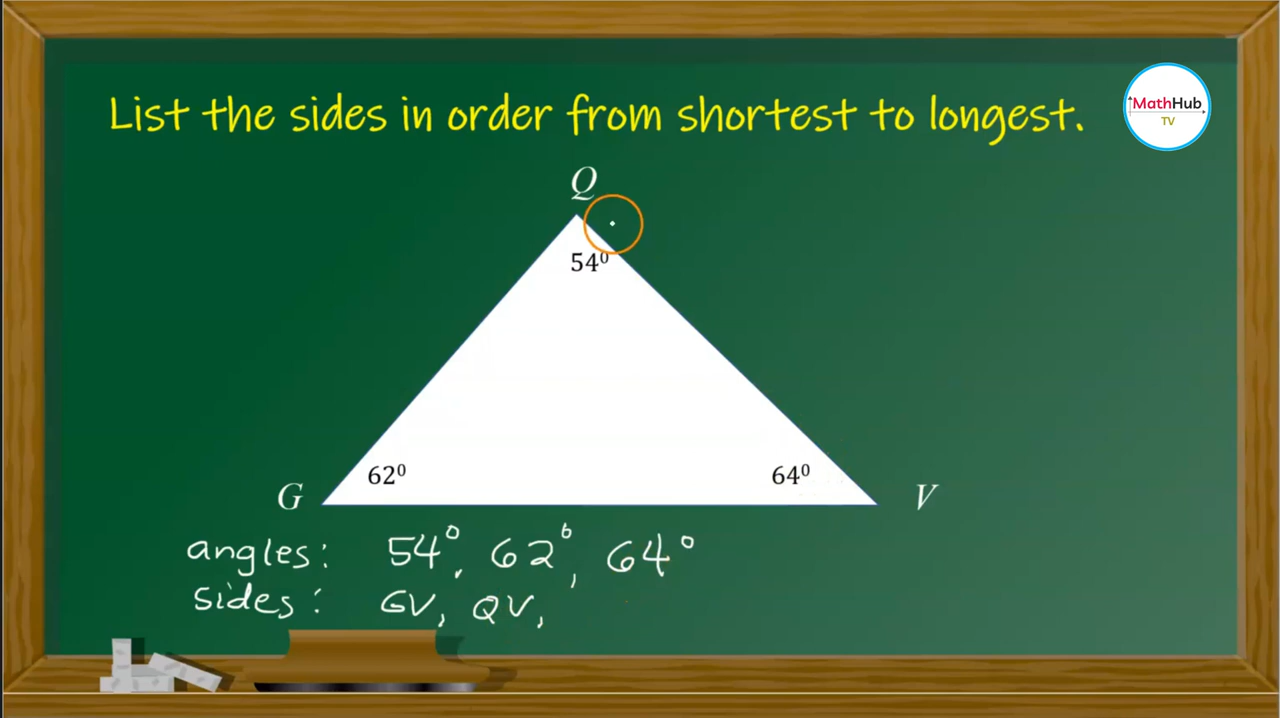 List the sides in order from shortest to longest.
MathHub
TV
Q
54⁰
62⁰
64⁰
G
V
angles: 54°, 62°, 64°
sides: GV, QV,